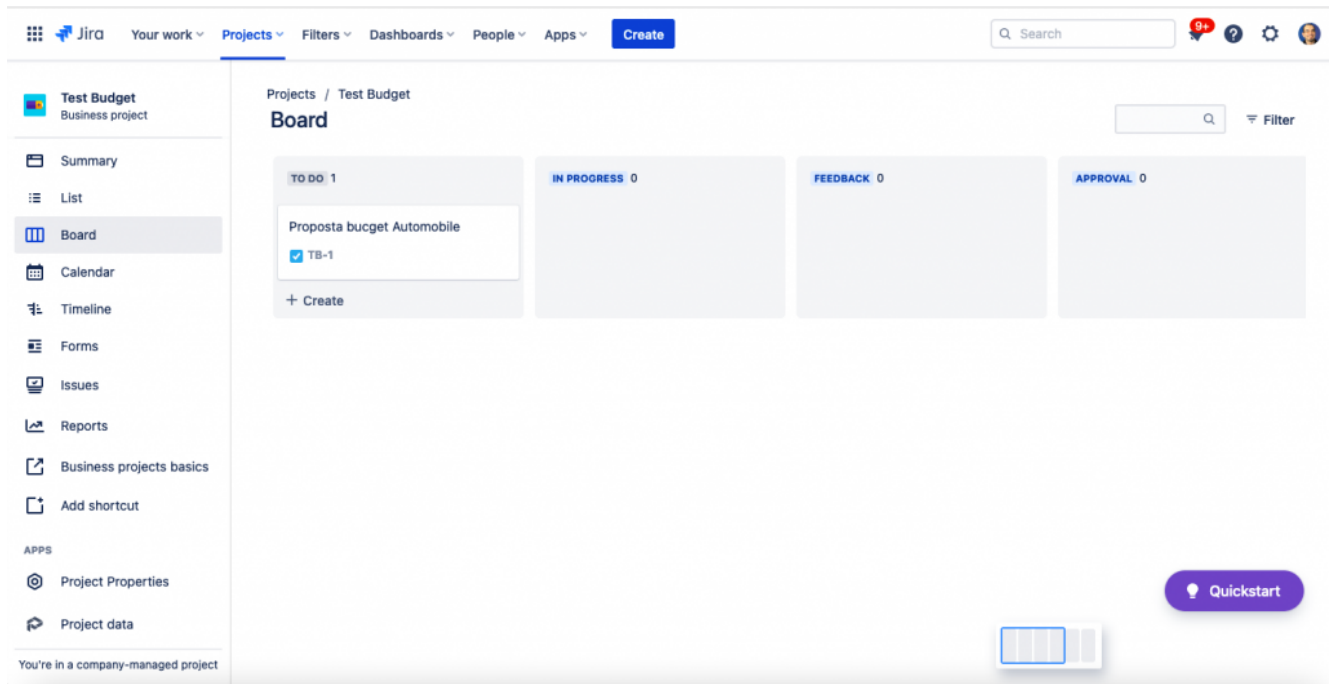 Jira Your work Projects Filters Dashboards People Apps Create Search 9+
Test Budget
Business project
Summary
List
Board
Calendar
Timeline
Forms
Issues
Reports
Business projects basics
Add shortcut
APPS
Project Properties
Project data
You're in a company-managed project
Projects / Test Budget
Board
Filter
TO DO 1
Proposta bucget Automobile
TB-1
+ Create
IN PROGRESS 0
FEEDBACK 0
APPROVAL 0
Quickstart